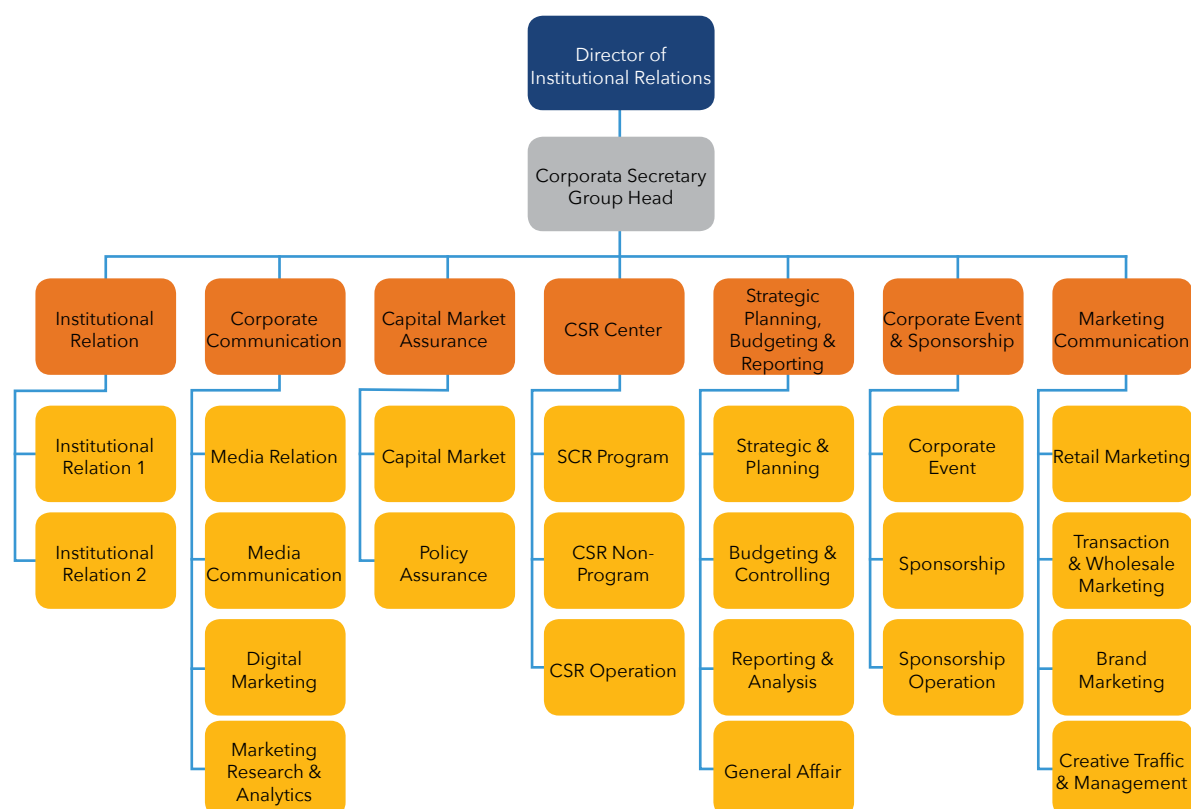 Director of
Institutional Relations
Corporata Secretary
Group Head
Institutional
Relation
Corporate
Communication
Capital Market
Assurance
CSR Center
Strategic
Planning,
Budgeting &
Reporting
Corporate Event
& Sponsorship
Marketing
Communication
Institutional
Relation 1
Media Relation
Capital Market
SCR Program
Strategic &
Planning
Corporate
Event
Retail Marketing
Institutional
Relation 2
Media
Communication
Policy
Assurance
CSR Non-
Program
Budgeting &
Controlling
Sponsorship
Transaction
& Wholesale
Marketing
Digital
Marketing
CSR Operation
Reporting &
Analysis
Sponsorship
Operation
Brand
Marketing
Marketing
Research &
Analytics
General Affair
Creative Traffic
& Management